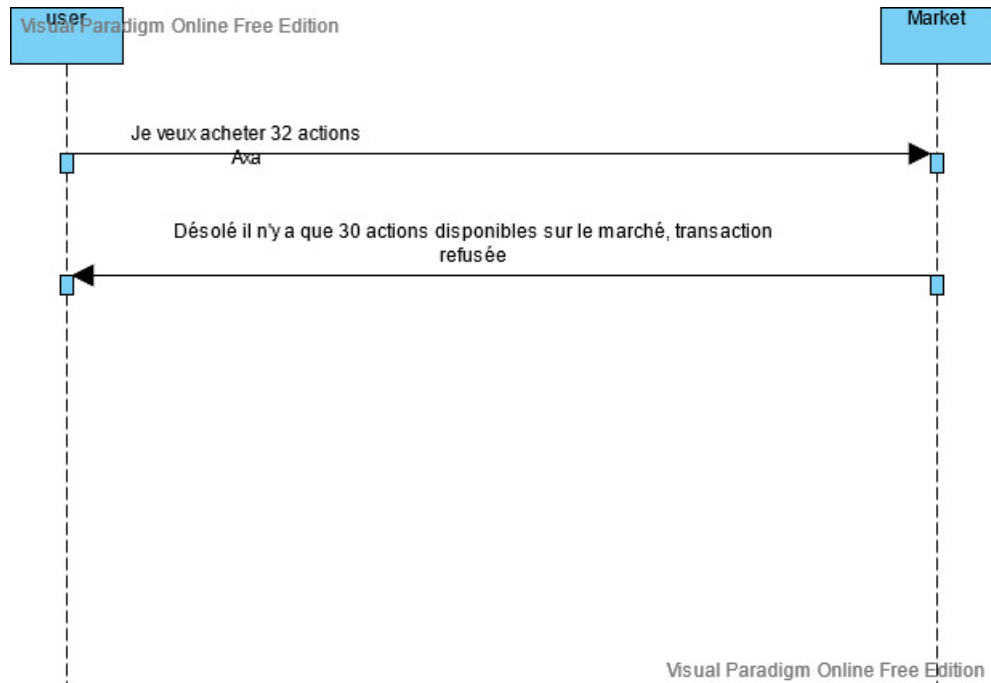 user
Visual Paradigm Online Free Edition
Market
Je veux acheter 32 actions
Axa
Désolé il n'y a que 30 actions disponibles sur le marché, transaction
refusée
Visual Paradigm Online Free Edition